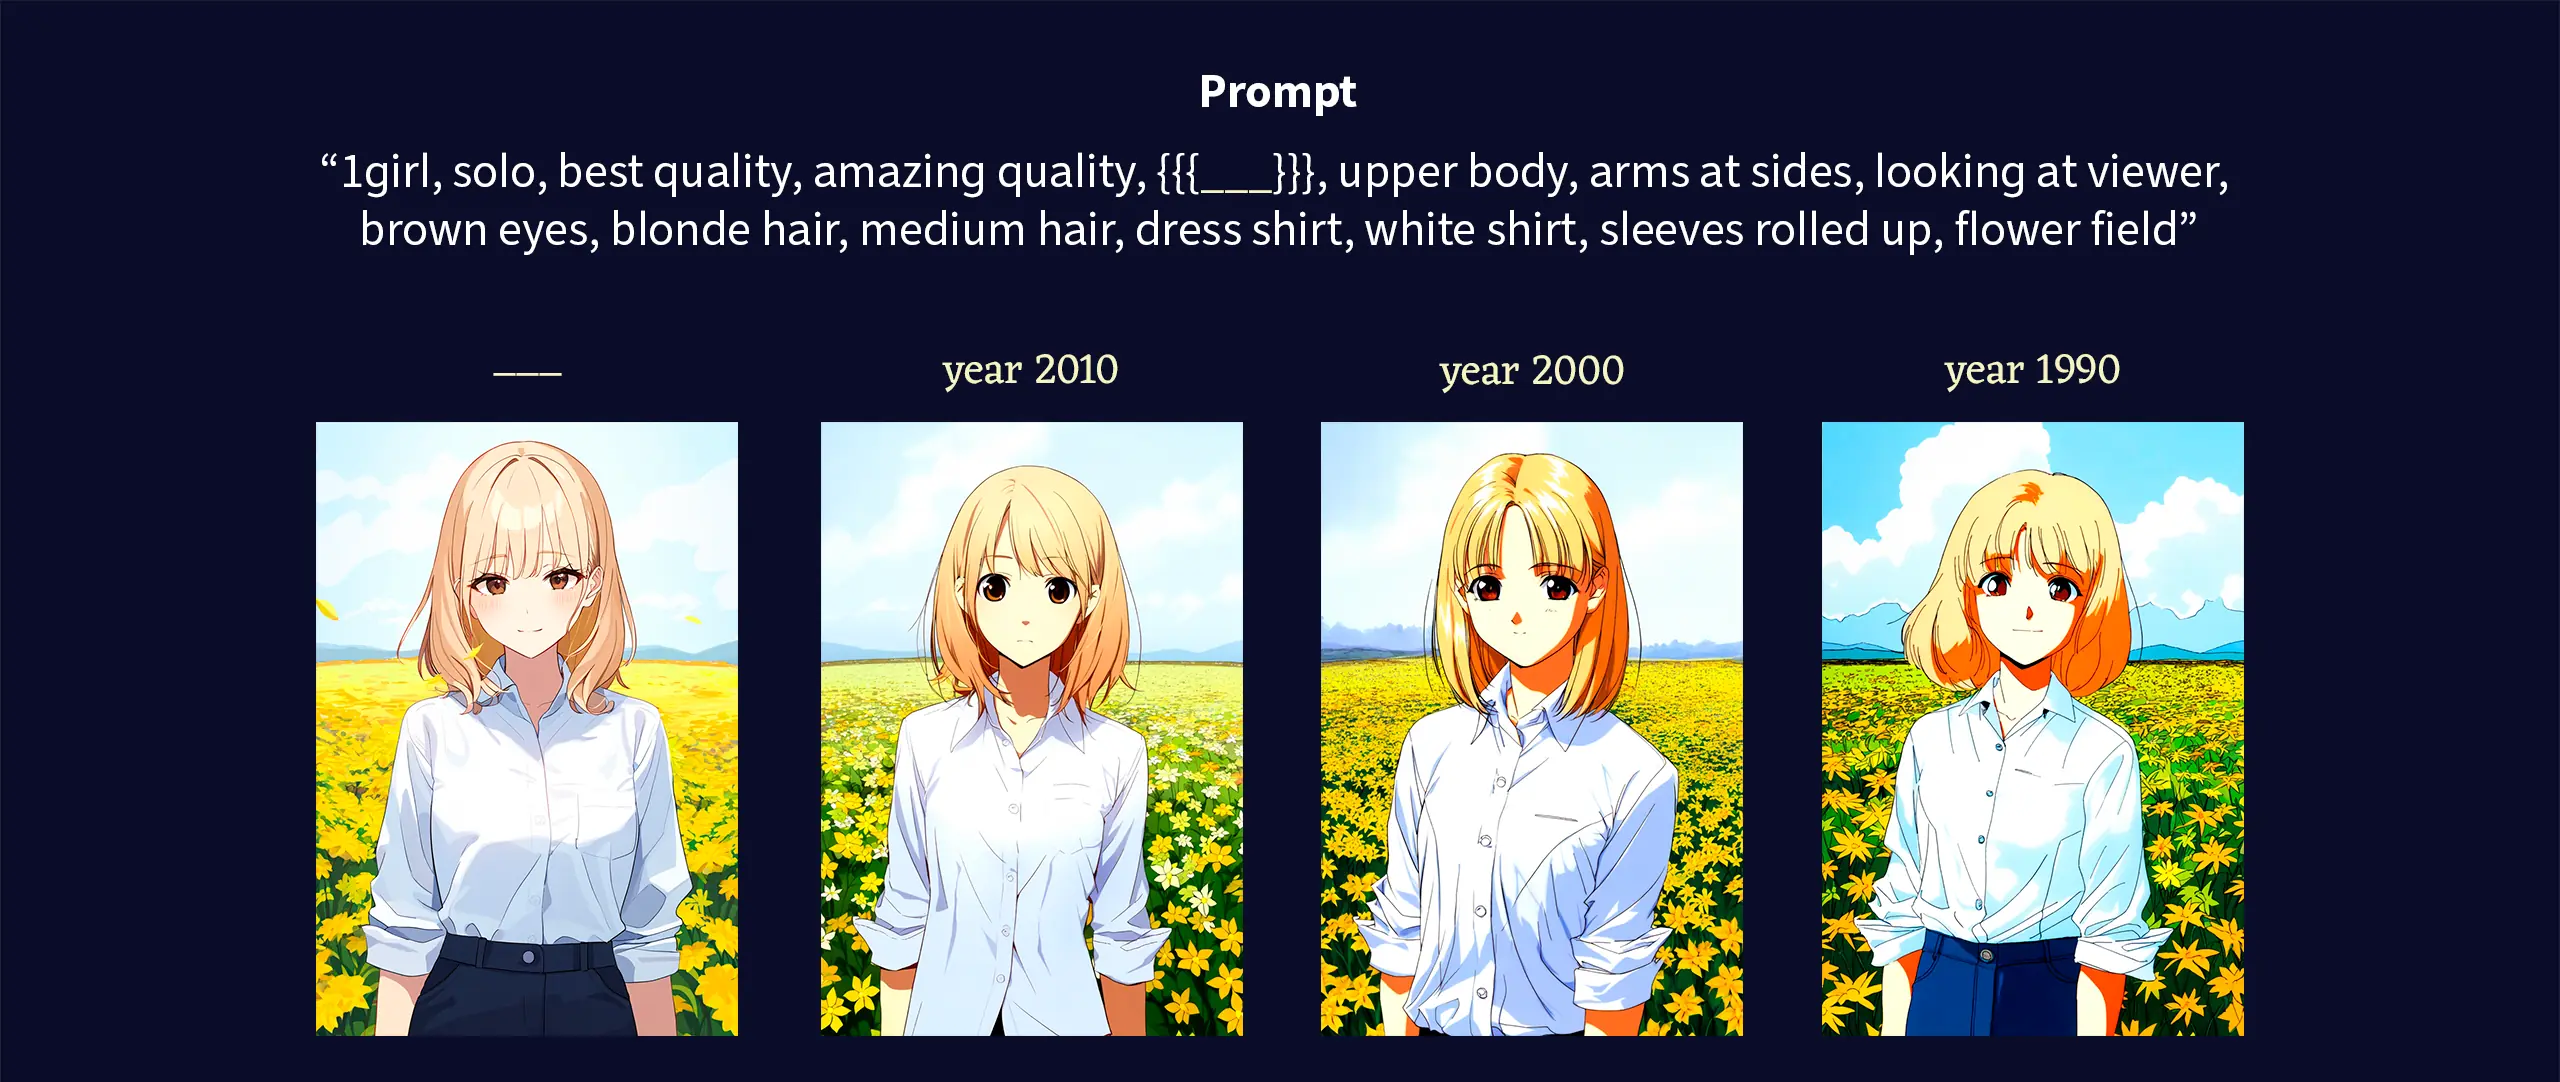 Prompt
“1girl, solo, best quality, amazing quality, {{{___}}}, upper body, arms at sides, looking at viewer,
brown eyes, blonde hair, medium hair, dress shirt, white shirt, sleeves rolled up, flower field”
___ year 2010 year 2000 year 1990